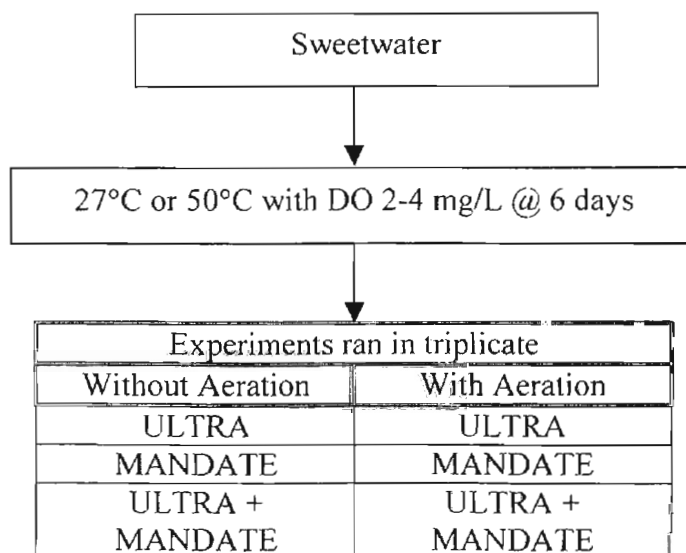 Sweetwater
27°C or 50°C with DO 2-4 mg/L @ 6 days
Experiments ran in triplicate
Without Aeration With Aeration
ULTRA ULTRA
MANDATE MANDATE
ULTRA + ULTRA +
MANDATE MANDATE